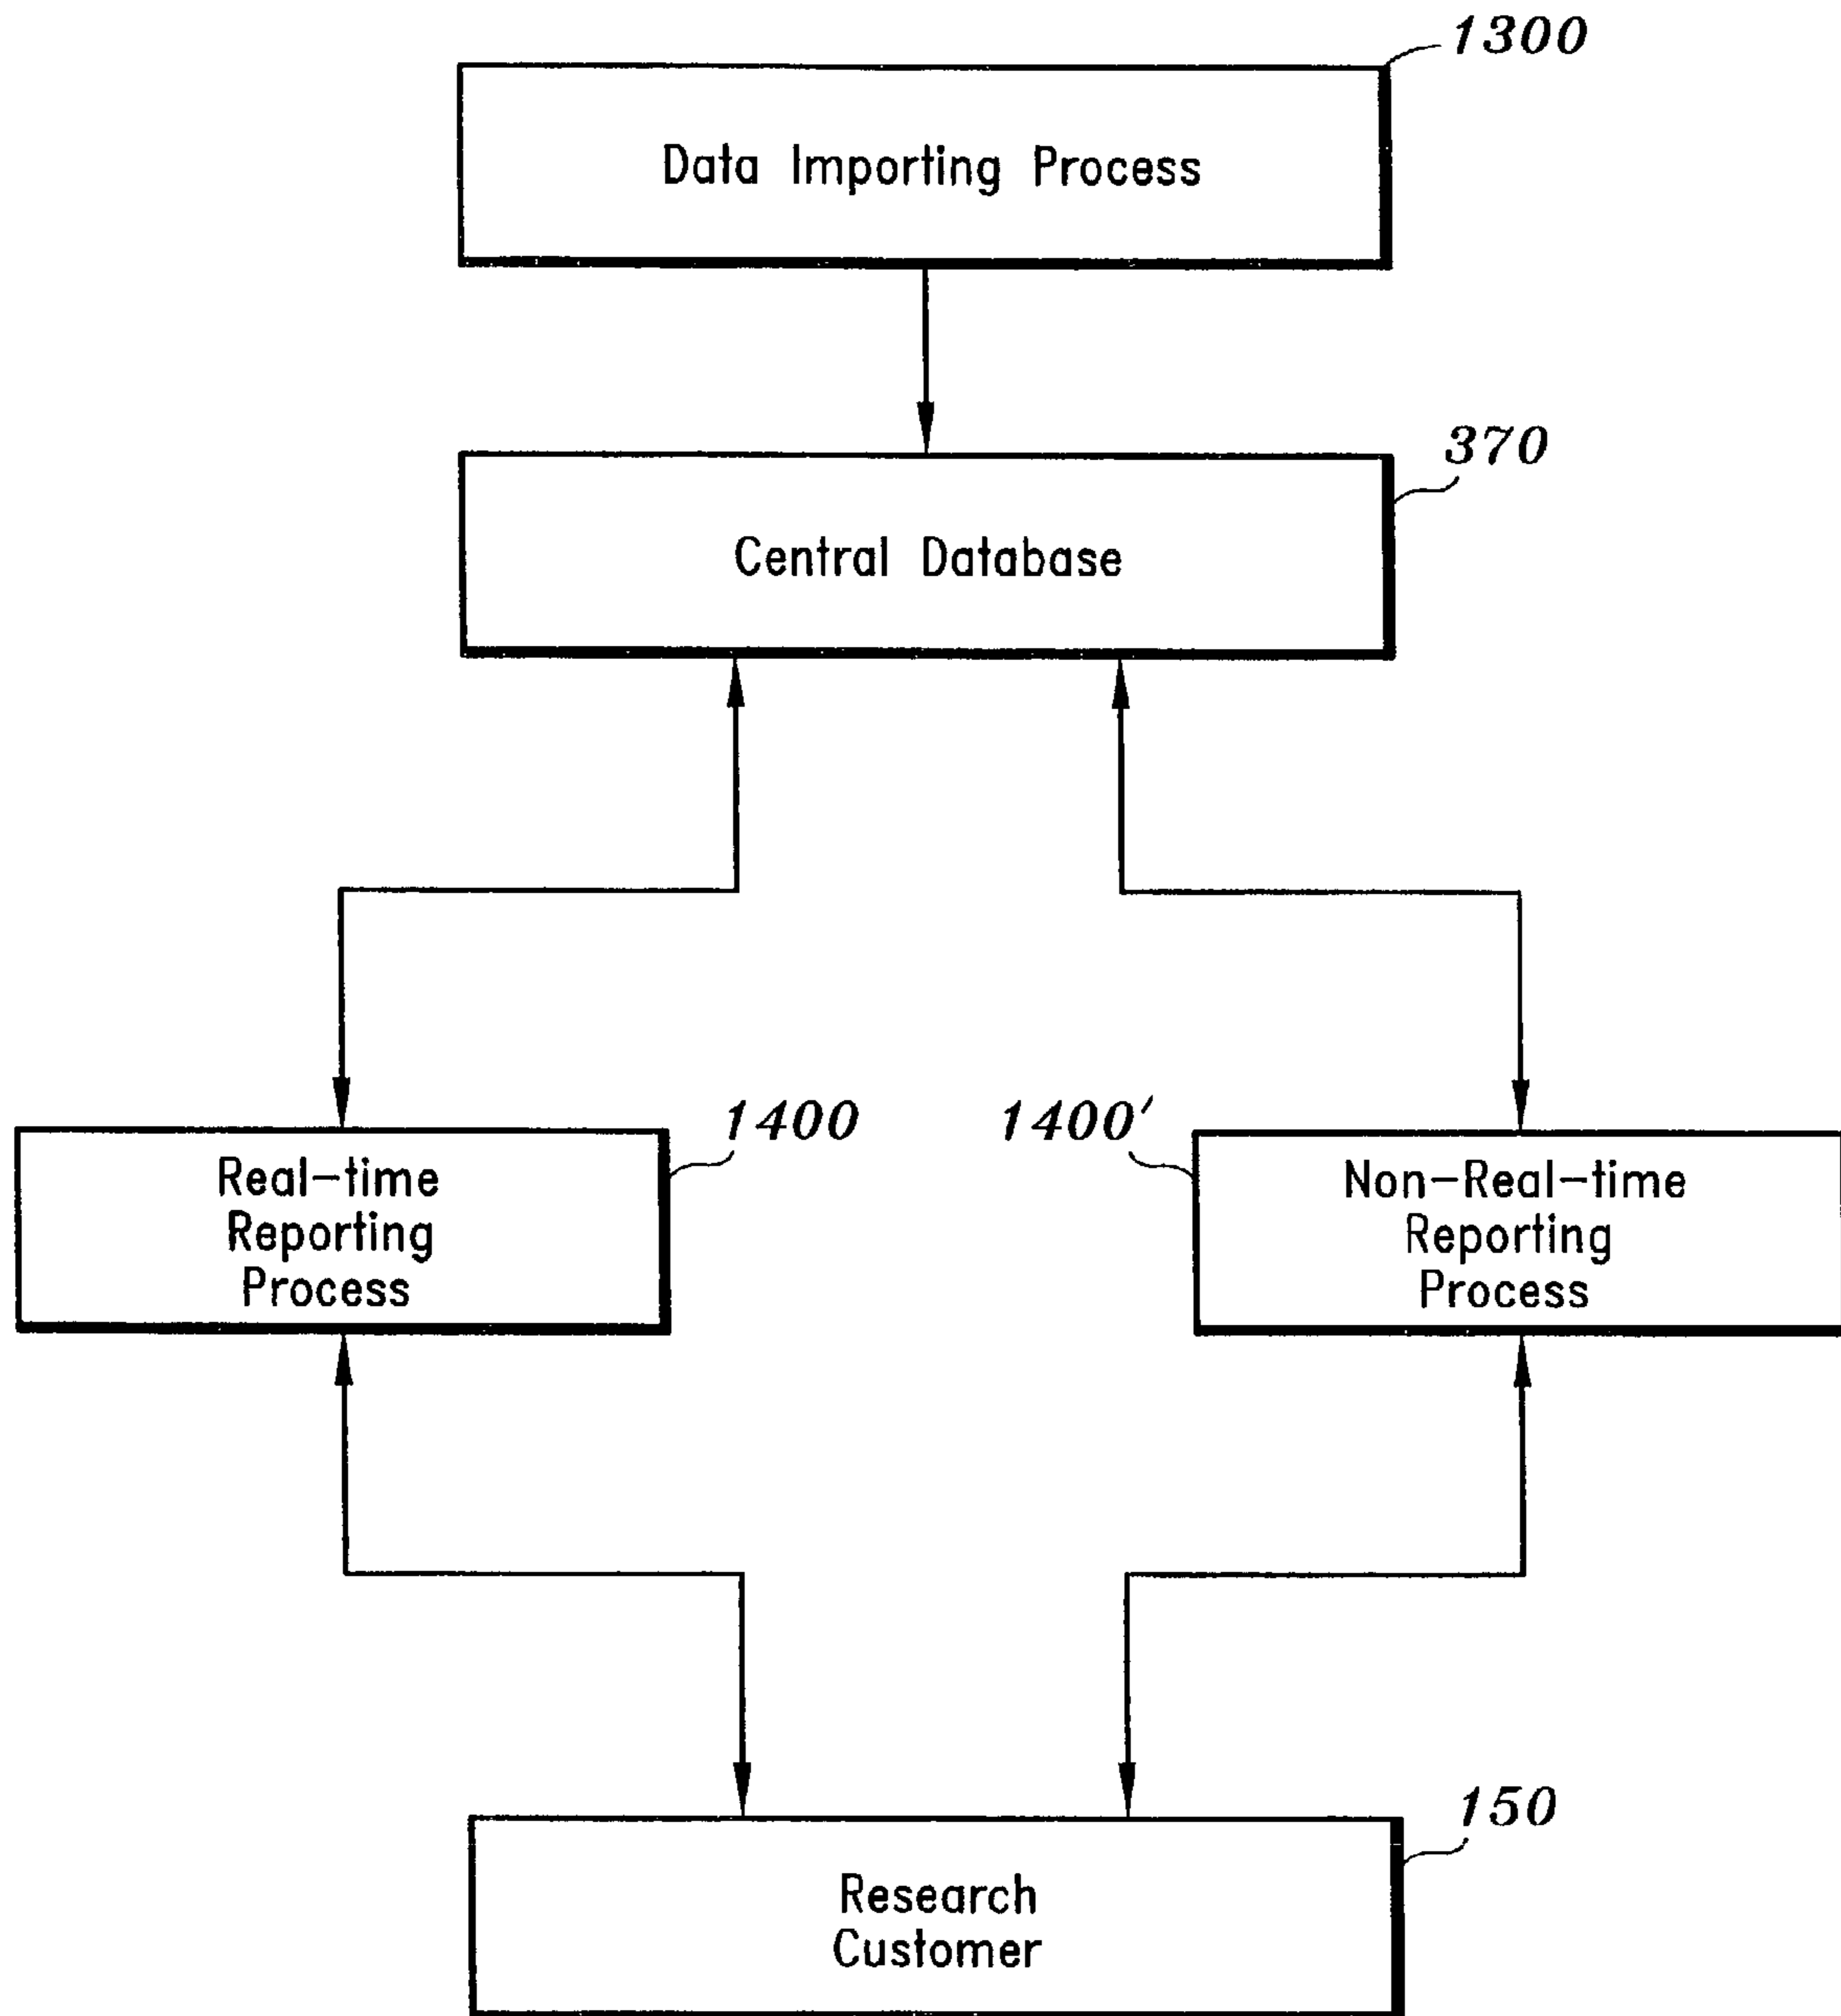 1300
Data Importing Process
370
Central Database
1400
1400′
Real-time
Reporting
Process
Non-Real-time
Reporting
Process
150
Research
Customer